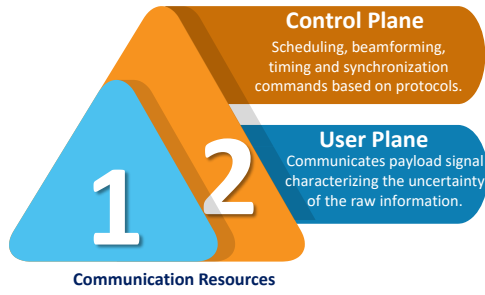 Control Plane
Scheduling, beamforming,
timing and synchronization
commands based on protocols.
User Plane
Communicates payload signal
characterizing the uncertainty
of the raw information.
1
2
Communication Resources